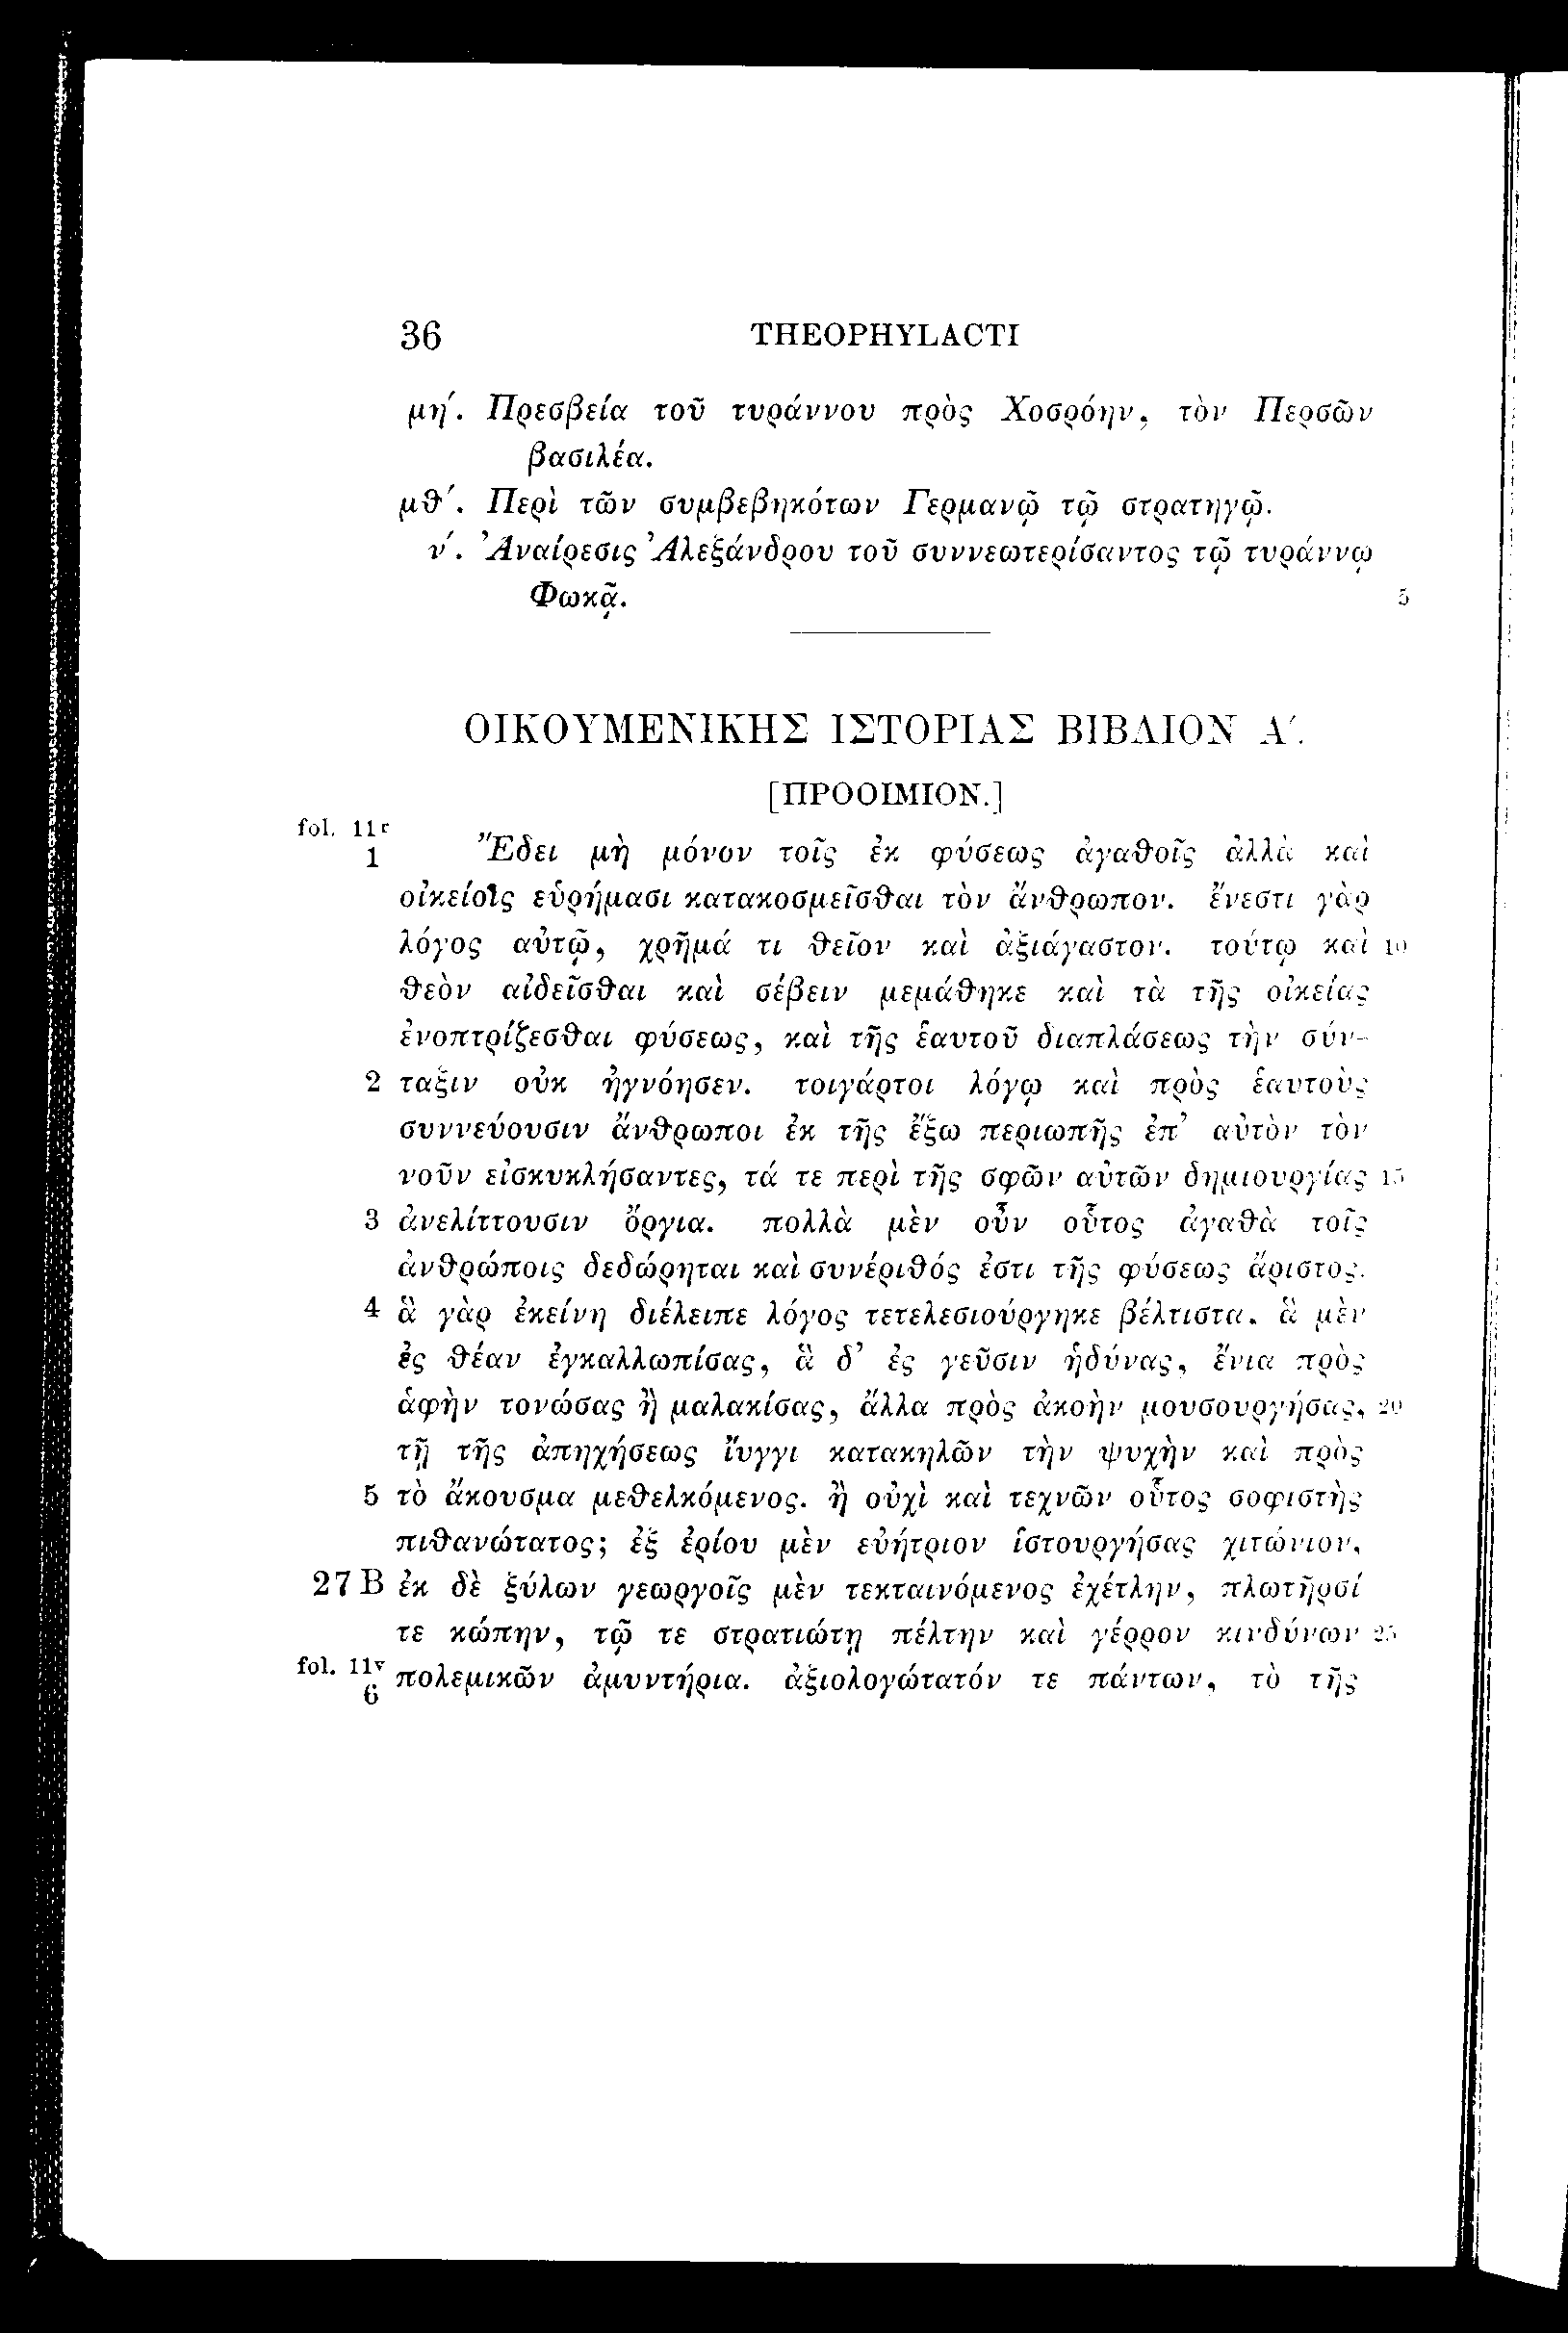 36 THEOPHYLACTI
μη΄. Πρεσβεία τοῦ τυράννου πρὸς Χοσρόην, τὸν Περσῶν
βασιλέα.
μθ΄. Περὶ τῶν συμβεβηκότων Γερμανῷ τῷ στρατηγῷ.
ν΄. Ἀναίρεσις Ἀλεξάνδρου τοῦ συννεωτερίσαντος τῷ τυράννῳ
Φωκᾷ. 5
ΟΙΚΟΥΜΕΝΙΚΗΣ ΙΣΤΟΡΙΑΣ ΒΙΒΛΙΟΝ Α΄.
[ΠΡΟΟΙΜΙΟΝ.]
fol. 11r
1 Ἔδει μὴ μόνον τοῖς ἐκ φύσεως ἀγαθοῖς ἀλλὰ καὶ
οἰκείοις εὑρήμασι κατακοσμεῖσθαι τὸν ἄνθρωπον. ἔνεστι γὰρ
λόγος αὐτῷ, χρῆμά τι θεῖον καὶ ἀξιάγαστον. τούτῳ καὶ 10
θεὸν αἰδεῖσθαι καὶ σέβειν μεμάθηκε καὶ τὰ τῆς οἰκείας
ἐνοπτρίζεσθαι φύσεως, καὶ τῆς ἑαυτοῦ διαπλάσεως τὴν σύν-
2 ταξιν οὐκ ἠγνόησεν. τοιγάρτοι λόγῳ καὶ πρὸς ἑαυτοὺς
συννεύουσιν ἄνθρωποι ἐκ τῆς ἔξω περιωπῆς ἐπ’ αὐτὸν τὸν
νοῦν εἰσκυκλήσαντες, τά τε περὶ τῆς σφῶν αὐτῶν δημιουργίας 15
3 ἀνελίττουσιν ὄργια. πολλὰ μὲν οὖν οὗτος ἀγαθὰ τοῖς
ἀνθρώποις δεδώρηται καὶ συνέριθός ἐστι τῆς φύσεως ἄριστος.
4 ἃ γὰρ ἐκείνη διέλειπε λόγος τετελεσιούργηκε βέλτιστα, ἃ μὲν
ἐς θέαν ἐγκαλλωπίσας, ἃ δ’ ἐς γεῦσιν ἡδύνας, ἔνια πρὸς
ἁφὴν τονώσας ἢ μαλακίσας, ἄλλα πρὸς ἀκοὴν μουσουργήσας, 20
τῇ τῆς ἀπηχήσεως ἴυγγι κατακηλῶν τὴν ψυχὴν καὶ πρὸς
5 τὸ ἄκουσμα μεθελκόμενος. ἢ οὐχὶ καὶ τεχνῶν οὗτος σοφιστὴς
πιθανώτατος; ἐξ ἐρίου μὲν εὐήτριον ἱστουργήσας χιτώνιον,
27 B ἐκ δὲ ξύλων γεωργοῖς μὲν τεκταινόμενος ἐχέτλην, πλωτῆρσί
τε κώπην, τῷ τε στρατιώτῃ πέλτην καὶ γέρρον κινδύνων 25
fol. 11v
6 πολεμικῶν ἀμυντήρια. ἀξιολογώτατόν τε πάντων, τὸ τῆς